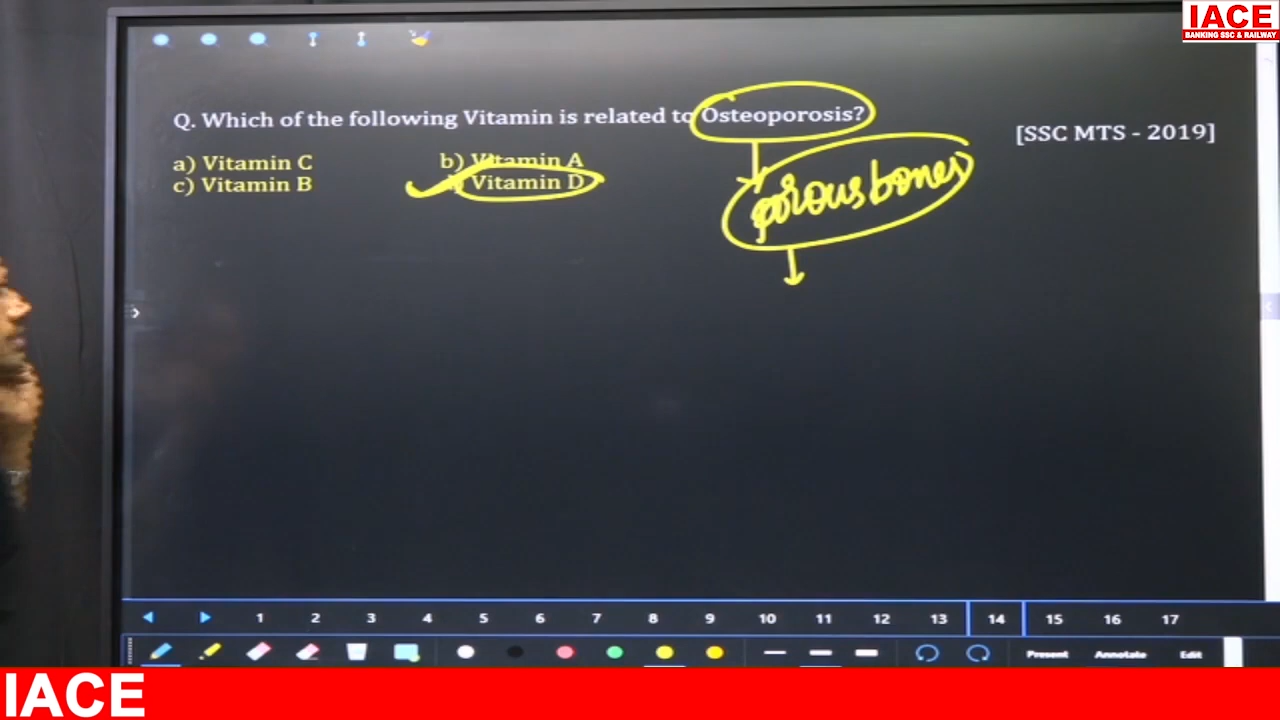 IACE
BANKING SSC & RAILWAY
Q. Which of the following Vitamin is related to Osteoporosis?
[SSC MTS - 2019]
a) Vitamin C
b) Vitamin A
c) Vitamin B
Vitamin D
porous bones
1 2 3 4 5 6 7 8 9 10 11 12 13 14 15 16 17
Present Annotate Edit
IACE